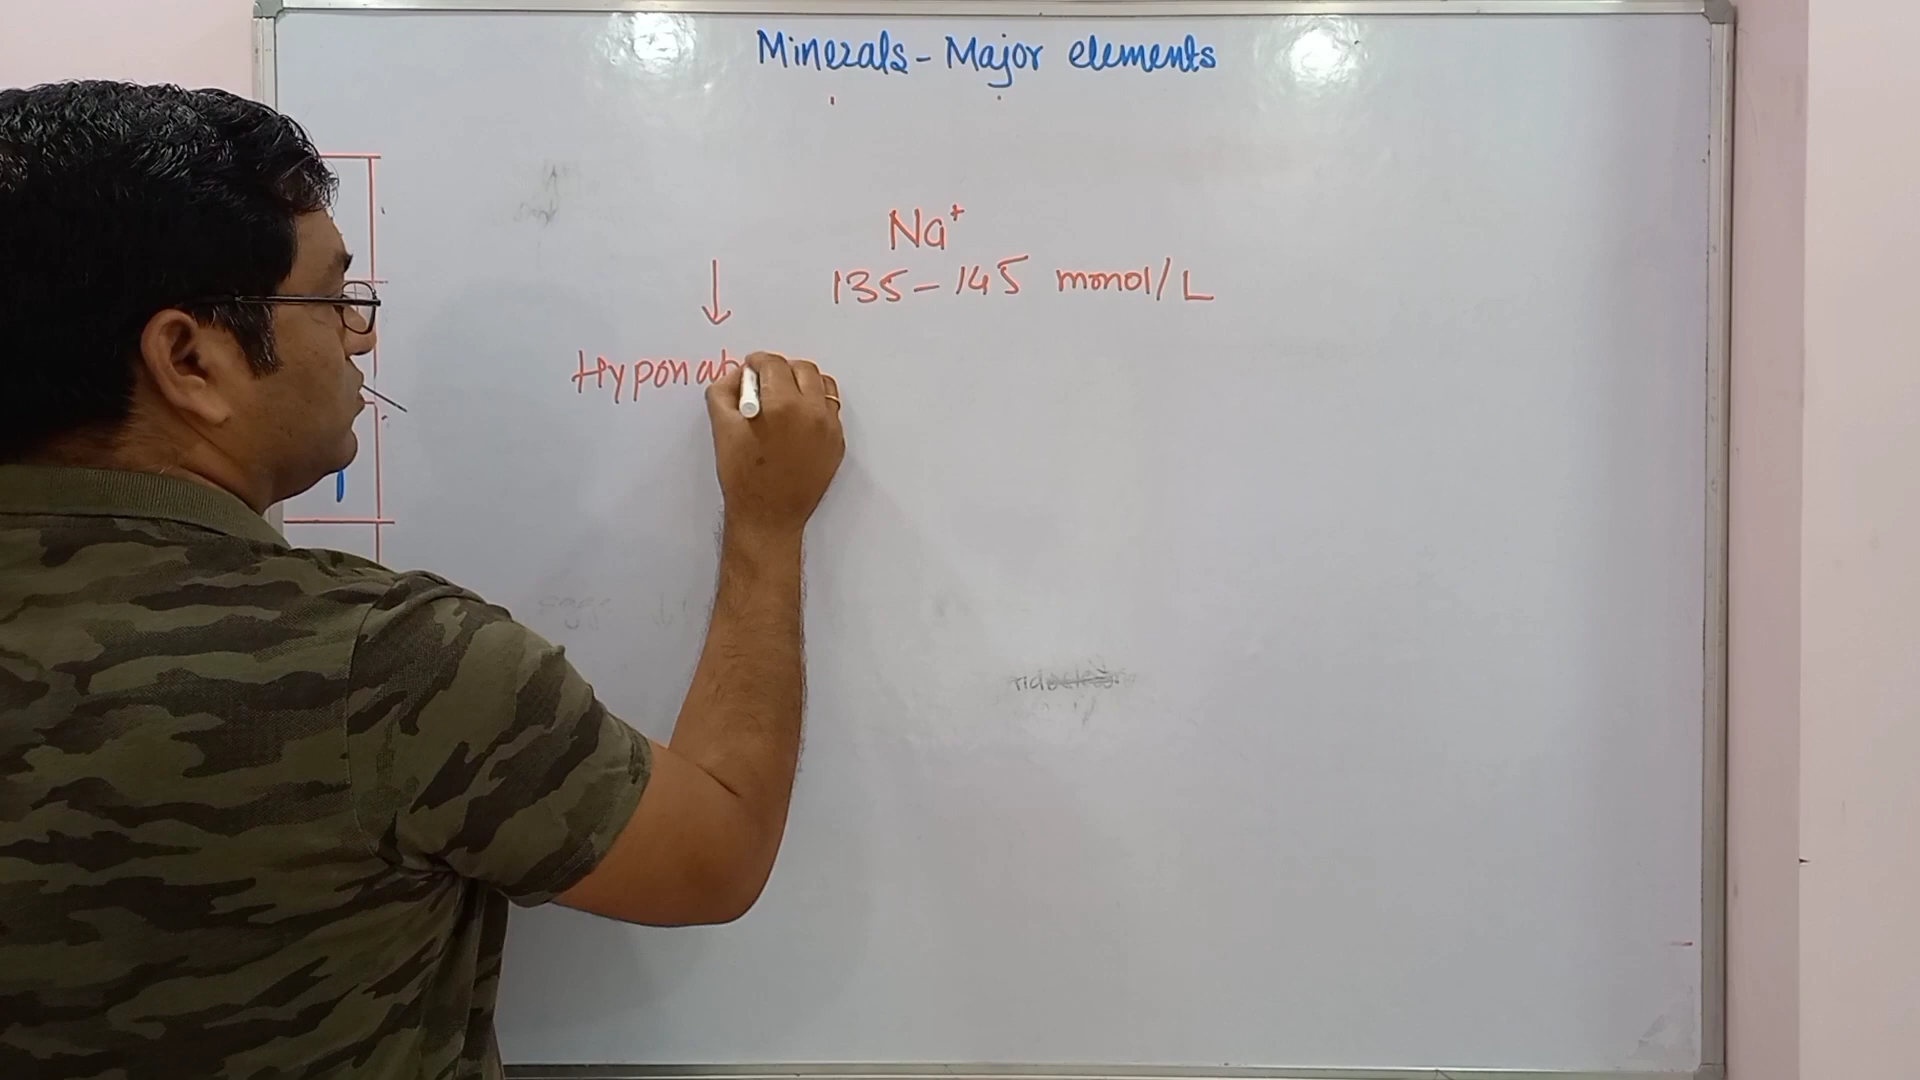 Minerals - Major elements
Na⁺
↓ 135-145 mmol/L
Hyponat